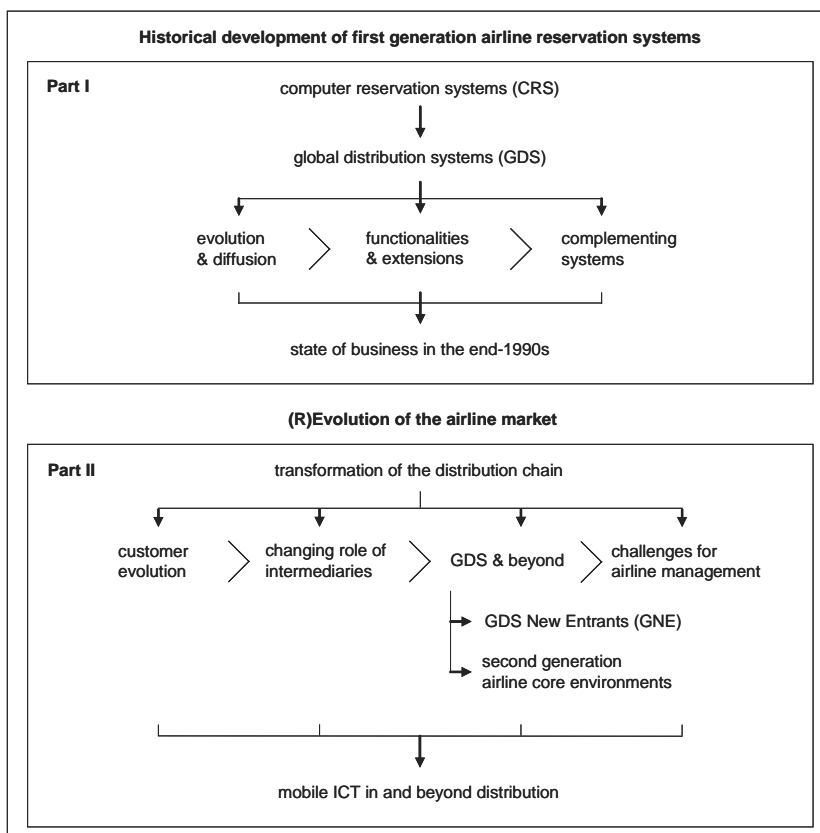 Historical development of first generation airline reservation systems
Part I
computer reservation systems (CRS)
global distribution systems (GDS)
evolution
& diffusion
functionalities
& extensions
complementing
systems
state of business in the end-1990s
(R)Evolution of the airline market
Part II
transformation of the distribution chain
customer
evolution
changing role of
intermediaries
GDS & beyond
challenges for
airline management
GDS New Entrants (GNE)
second generation
airline core environments
mobile ICT in and beyond distribution